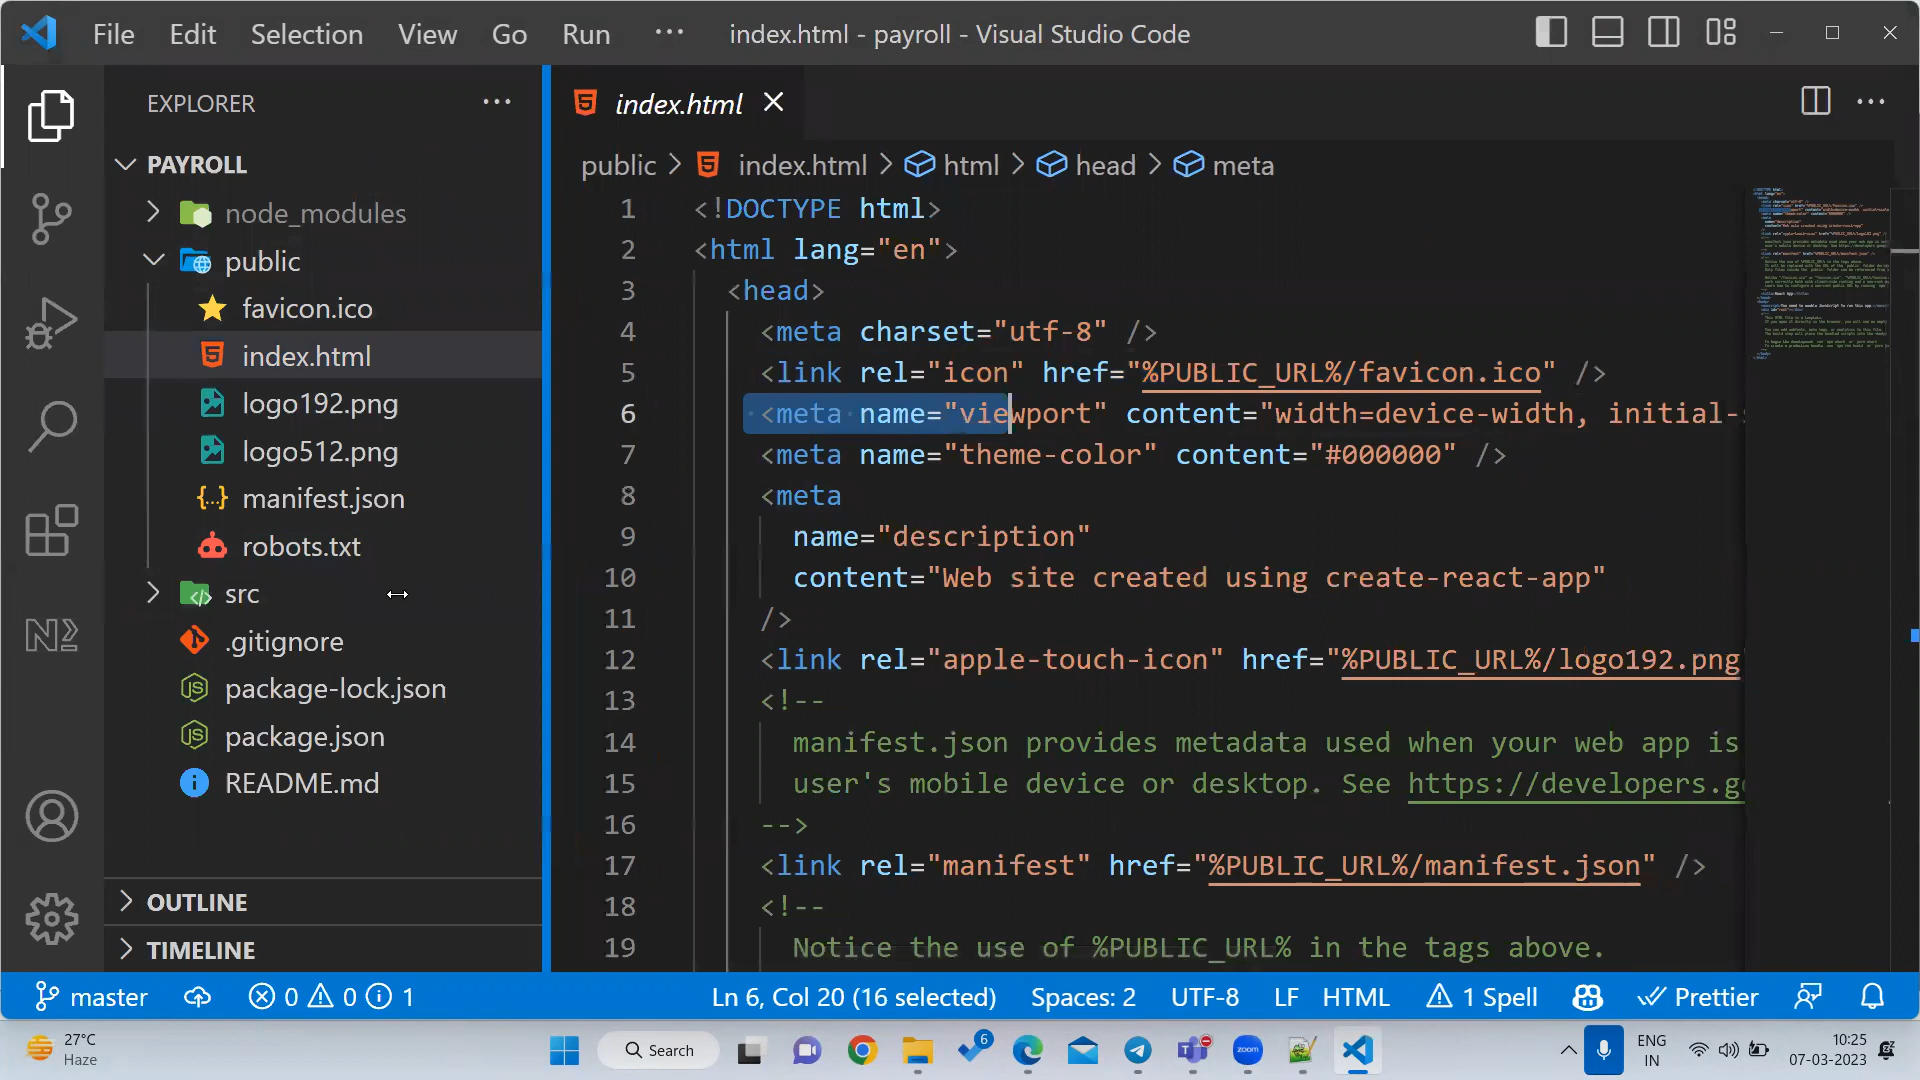 File Edit Selection View Go Run ··· index.html - payroll - Visual Studio Code
EXPLORER ···
PAYROLL
node_modules
public
favicon.ico
index.html
logo192.png
logo512.png
manifest.json
robots.txt
src
.gitignore
package-lock.json
package.json
README.md
OUTLINE
TIMELINE
index.html
public > index.html > html > head > meta
1 <!DOCTYPE html>
2 <html lang="en">
3 <head>
4 <meta charset="utf-8" />
5 <link rel="icon" href="%PUBLIC_URL%/favicon.ico" />
6 <meta name="viewport" content="width=device-width, initial-s
7 <meta name="theme-color" content="#000000" />
8 <meta
9 name="description"
10 content="Web site created using create-react-app"
11 />
12 <link rel="apple-touch-icon" href="%PUBLIC_URL%/logo192.png"
13 <!--
14 manifest.json provides metadata used when your web app is
15 user's mobile device or desktop. See https://developers.go
16 -->
17 <link rel="manifest" href="%PUBLIC_URL%/manifest.json" />
18 <!--
19 Notice the use of %PUBLIC_URL% in the tags above.
master 0 0 1 Ln 6, Col 20 (16 selected) Spaces: 2 UTF-8 LF HTML 1 Spell Prettier
27°C
Haze
Search
6
zoom
ENG
IN
10:25
07-03-2023